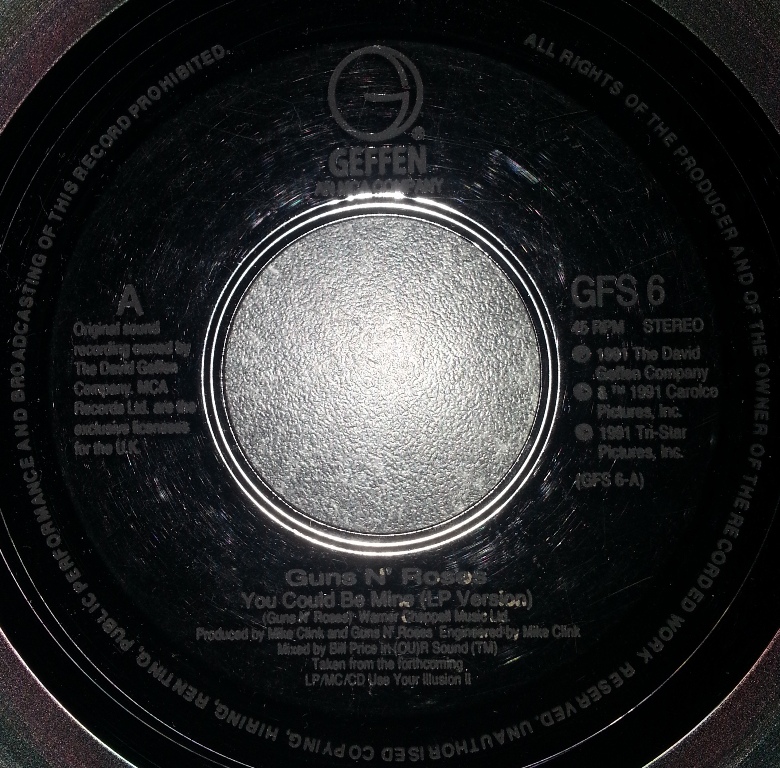 GEFFEN
AN MCA COMPANY
A
Original sound
recording owned by
The David Geffen
Company. MCA
Records Ltd. are the
exclusive licensees
for the U.K.
GFS 6
45 RPM STEREO
℗ 1991 The David
Geffen Company
© & ™ 1991 Carolco
Pictures, Inc.
© 1991 Tri-Star
Pictures, Inc.
(GFS 6-A)
Guns N' Roses
You Could Be Mine (LP Version)
(Guns N' Roses) Warner Chappell Music Ltd.
Produced by Mike Clink and Guns N' Roses Engineered by Mike Clink
Mixed by Bill Price in (OU)R Sound (TM)
Taken from the forthcoming
LP/MC/CD Use Your Illusion II
ALL RIGHTS OF THE PRODUCER AND OF THE OWNER OF THE RECORDED WORK RESERVED. UNAUTHORISED COPYING, HIRING, RENTING, PUBLIC PERFORMANCE AND BROADCASTING OF THIS RECORD PROHIBITED.